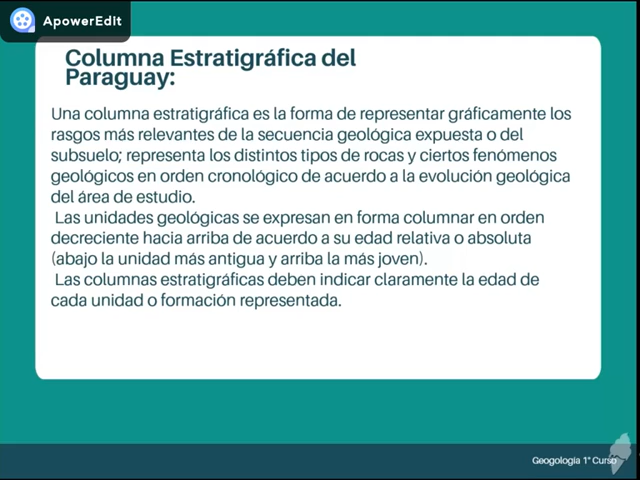 ApowerEdit
Columna Estratigráfica del
Paraguay:
Una columna estratigráfica es la forma de representar gráficamente los
rasgos más relevantes de la secuencia geológica expuesta o del
subsuelo; representa los distintos tipos de rocas y ciertos fenómenos
geológicos en orden cronológico de acuerdo a la evolución geológica
del área de estudio.
Las unidades geológicas se expresan en forma columnar en orden
decreciente hacia arriba de acuerdo a su edad relativa o absoluta
(abajo la unidad más antigua y arriba la más joven).
Las columnas estratigráficas deben indicar claramente la edad de
cada unidad o formación representada.
Geogología 1° Curso